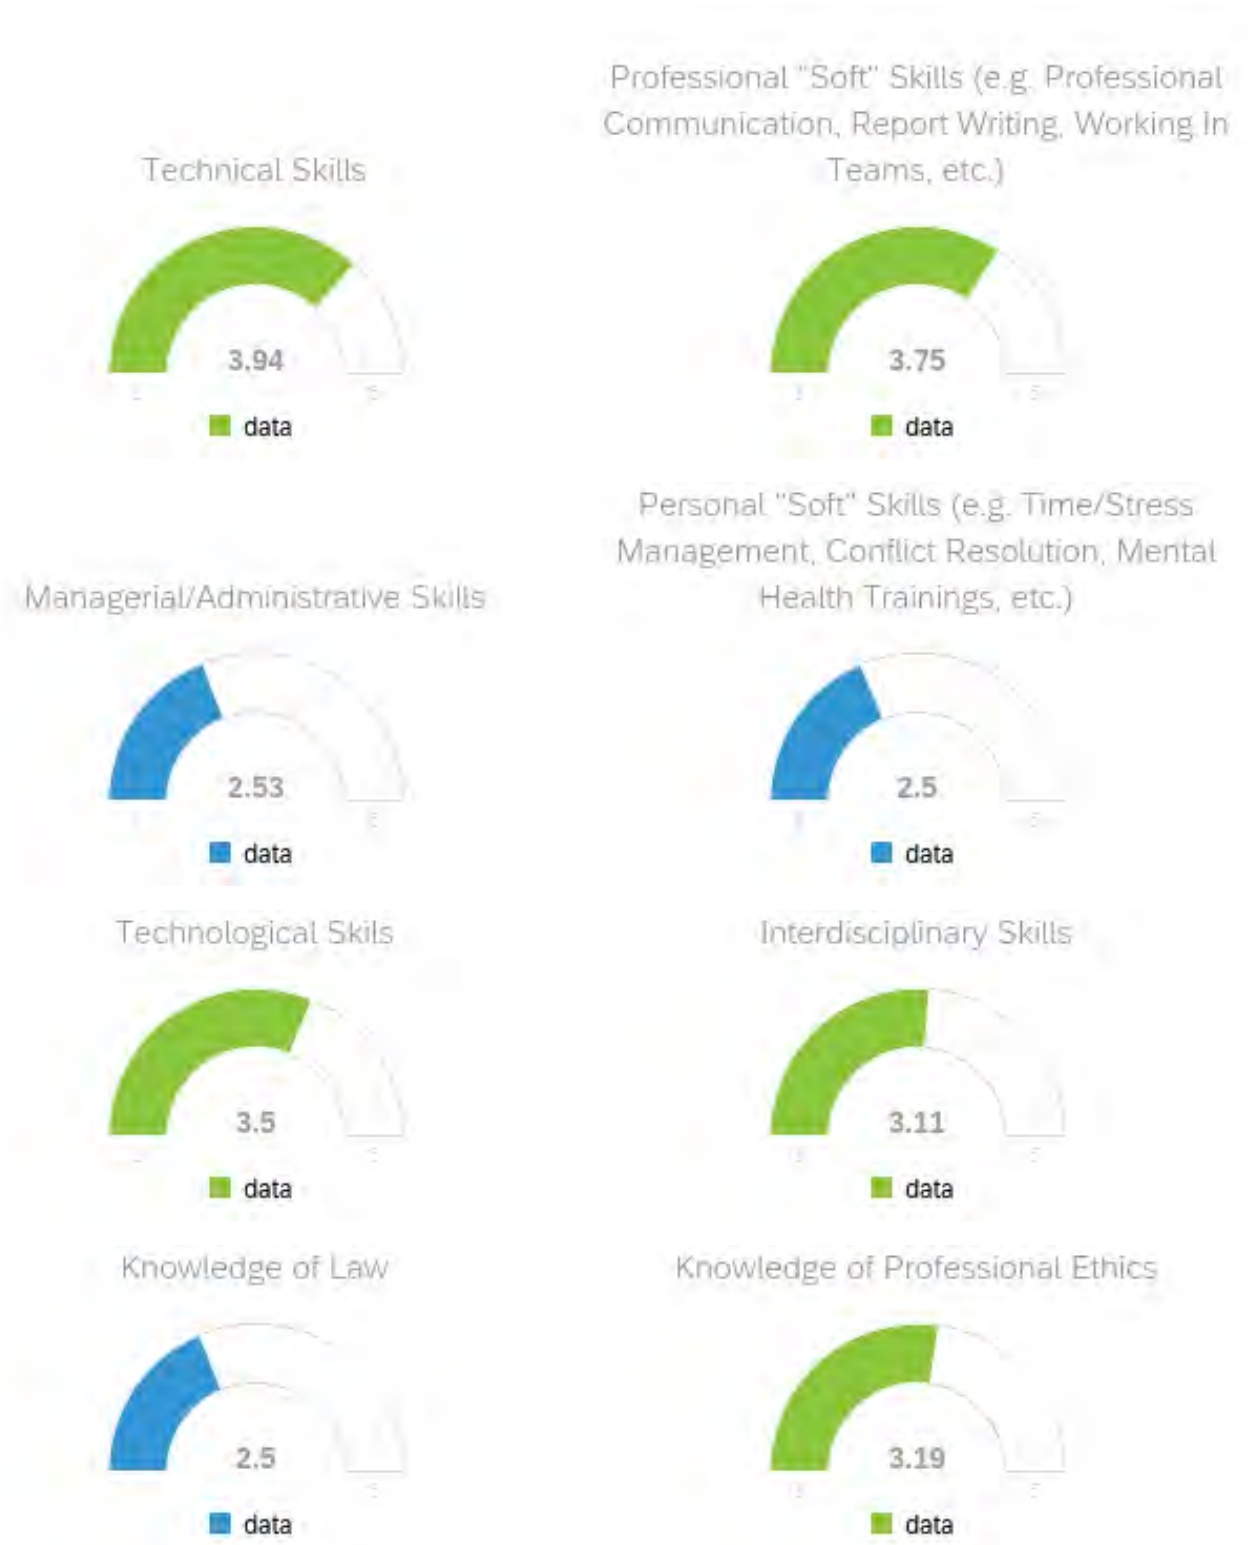 Technical Skills
3.94
data
Professional "Soft" Skills (e.g. Professional
Communication, Report Writing, Working In
Teams, etc.)
3.75
data
Managerial/Administrative Skills
2.53
data
Personal "Soft" Skills (e.g. Time/Stress
Management, Conflict Resolution, Mental
Health Trainings, etc.)
2.5
data
Technological Skils
3.5
data
Interdisciplinary Skills
3.11
data
Knowledge of Law
2.5
data
Knowledge of Professional Ethics
3.19
data